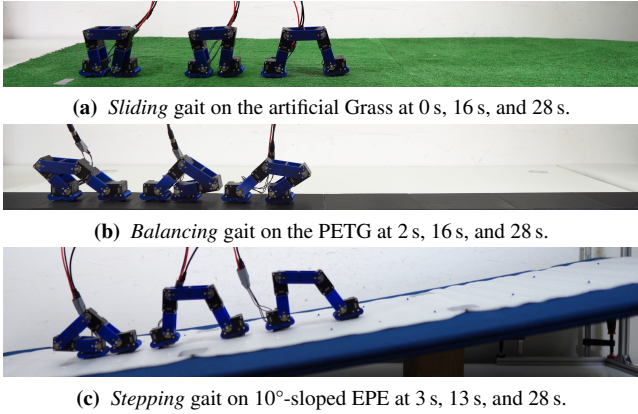 (a) Sliding gait on the artificial Grass at 0 s, 16 s, and 28 s.
(b) Balancing gait on the PETG at 2 s, 16 s, and 28 s.
(c) Stepping gait on 10°-sloped EPE at 3 s, 13 s, and 28 s.